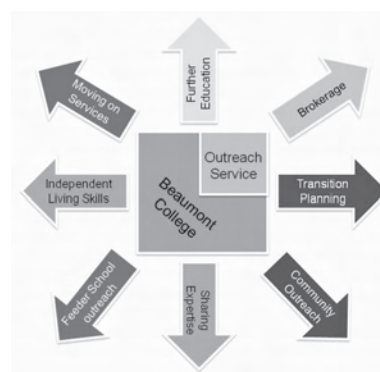 Further
Education
Moving on
Services
Brokerage
Outreach
Service
Beaumont
College
Independent
Living Skills
Transition
Planning
Feeder School
outreach
Sharing
Expertise
Community
Outreach